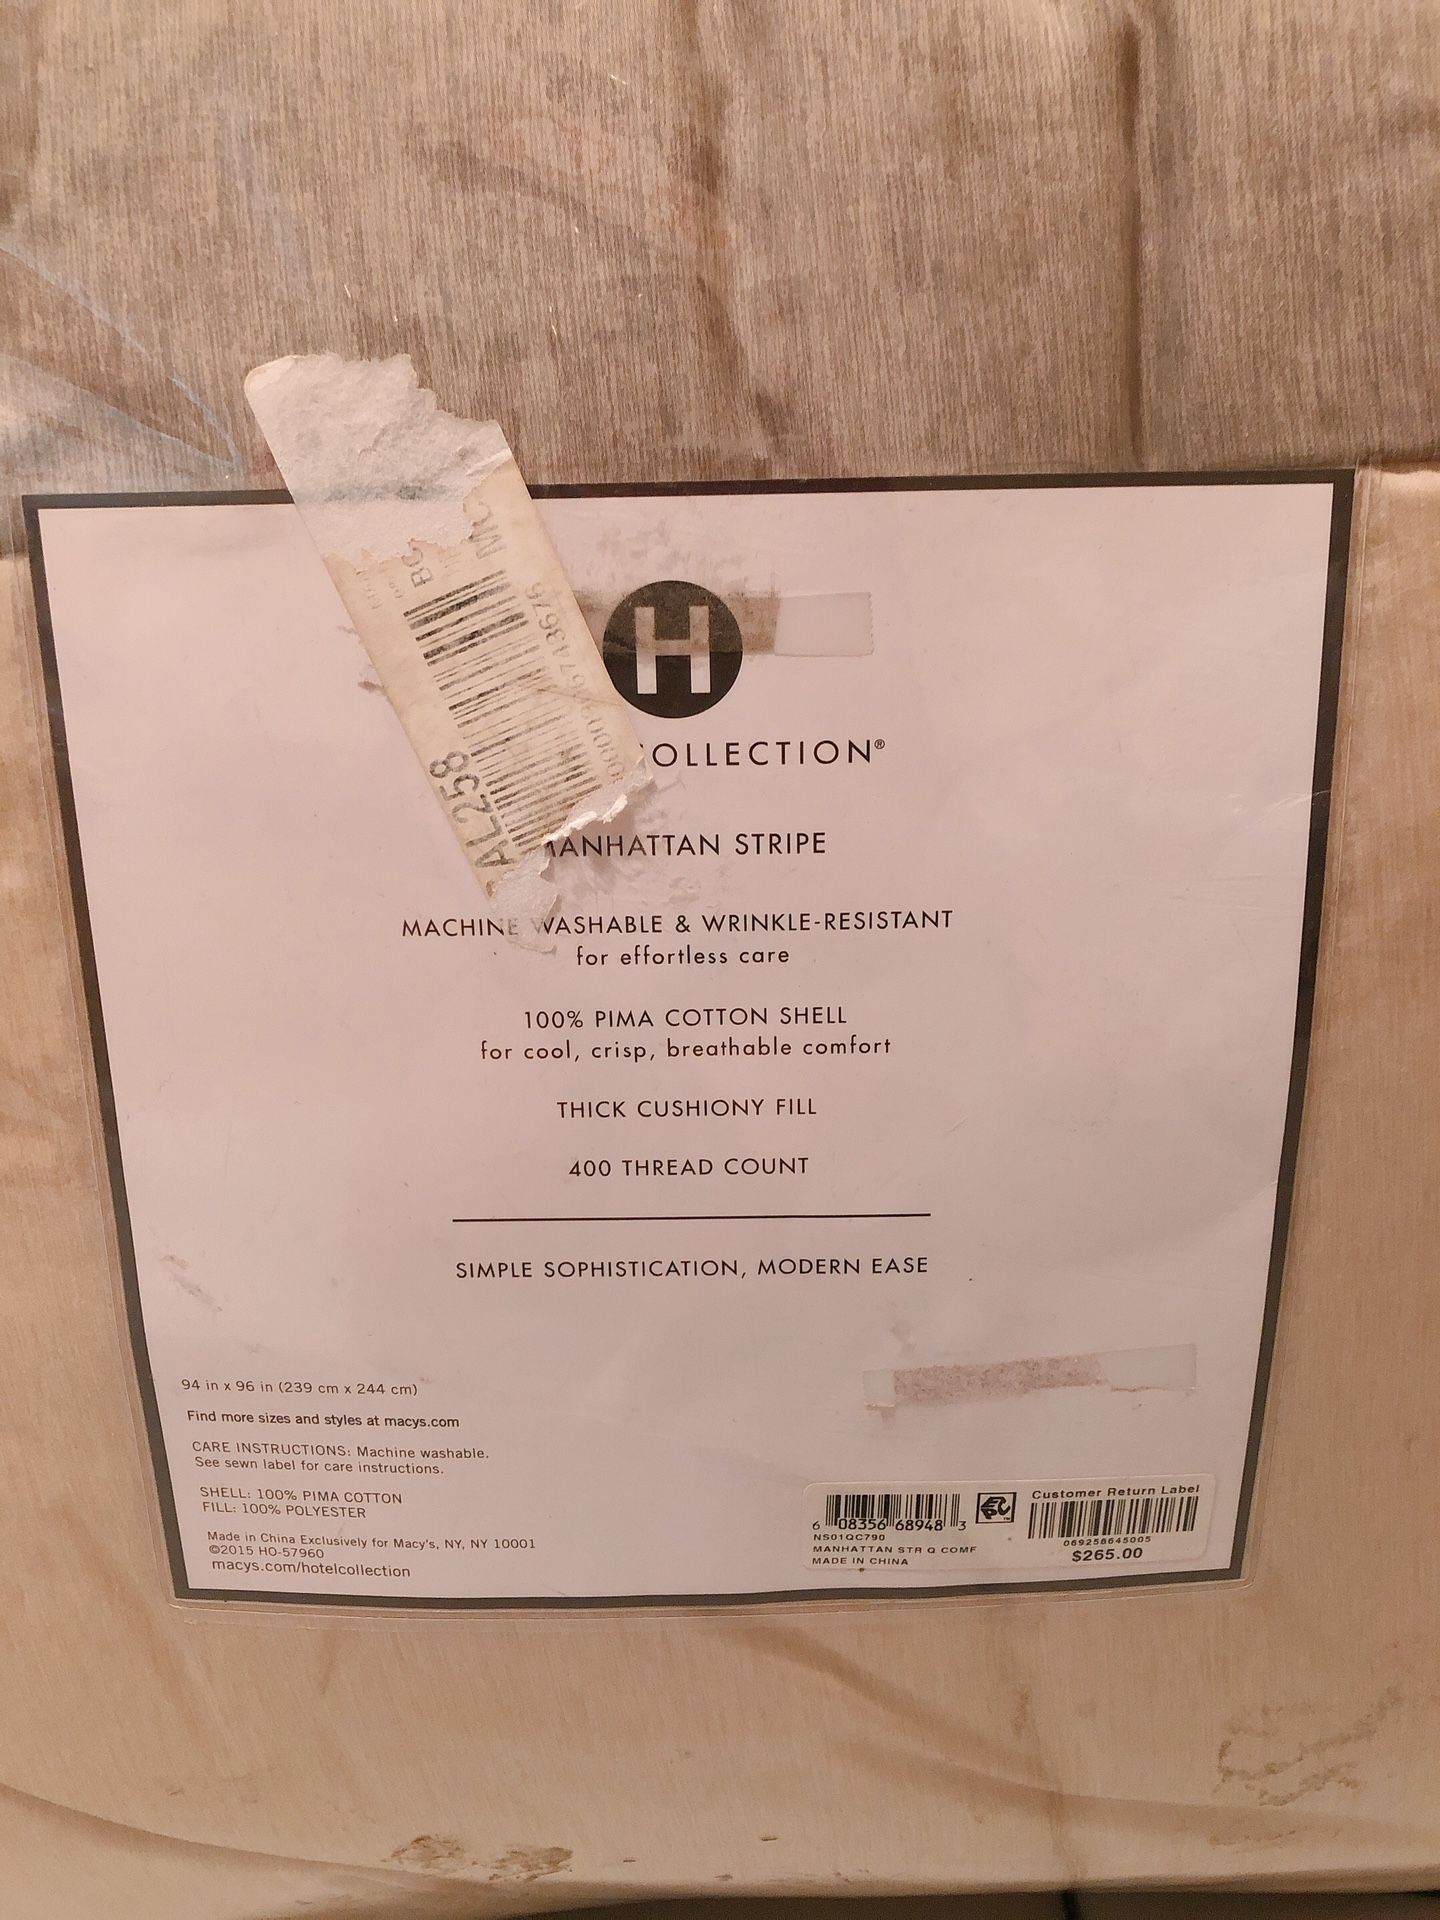 H
OLLECTION®
ANHATTAN STRIPE
MACHINE WASHABLE & WRINKLE-RESISTANT
for effortless care
100% PIMA COTTON SHELL
for cool, crisp, breathable comfort
THICK CUSHIONY FILL
400 THREAD COUNT
SIMPLE SOPHISTICATION, MODERN EASE
94 in x 96 in (239 cm x 244 cm)
Find more sizes and styles at macys.com
CARE INSTRUCTIONS: Machine washable.
See sewn label for care instructions.
SHELL: 100% PIMA COTTON
FILL: 100% POLYESTER
Made in China Exclusively for Macy's, NY, NY 10001
©2015 HO-57960
macys.com/hotelcollection
6 08356 68948 3
NS01QC790
MANHATTAN STR Q COMF
MADE IN CHINA
EPC™
Customer Return Label
069258645005
$265.00
AL258